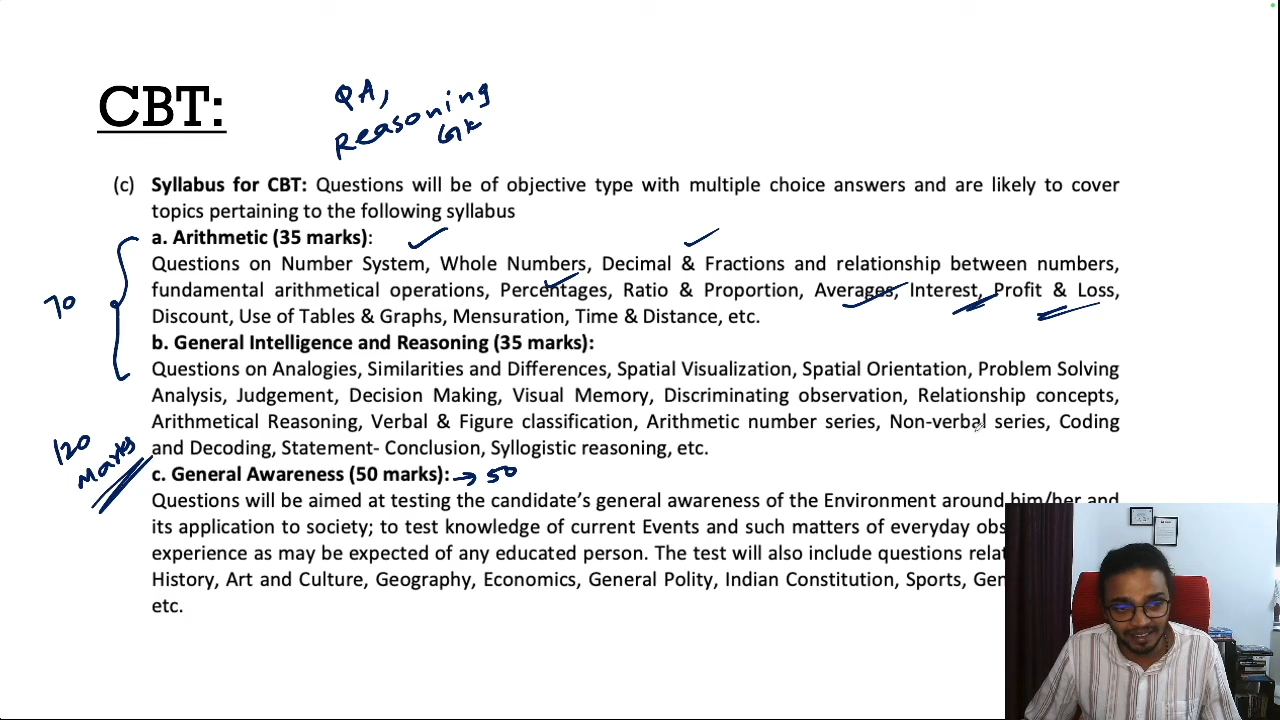 CBT:
QA,
Reasoning
GK
(c) Syllabus for CBT: Questions will be of objective type with multiple choice answers and are likely to cover
topics pertaining to the following syllabus
a. Arithmetic (35 marks):
Questions on Number System, Whole Numbers, Decimal & Fractions and relationship between numbers,
fundamental arithmetical operations, Percentages, Ratio & Proportion, Averages, Interest, Profit & Loss,
Discount, Use of Tables & Graphs, Mensuration, Time & Distance, etc.
70
b. General Intelligence and Reasoning (35 marks):
Questions on Analogies, Similarities and Differences, Spatial Visualization, Spatial Orientation, Problem Solving
Analysis, Judgement, Decision Making, Visual Memory, Discriminating observation, Relationship concepts,
Arithmetical Reasoning, Verbal & Figure classification, Arithmetic number series, Non-verbal series, Coding
and Decoding, Statement- Conclusion, Syllogistic reasoning, etc.
120
Marks
c. General Awareness (50 marks): → 50
Questions will be aimed at testing the candidate's general awareness of the Environment around him/her and
its application to society; to test knowledge of current Events and such matters of everyday obs
experience as may be expected of any educated person. The test will also include questions relat
History, Art and Culture, Geography, Economics, General Polity, Indian Constitution, Sports, Gen
etc.